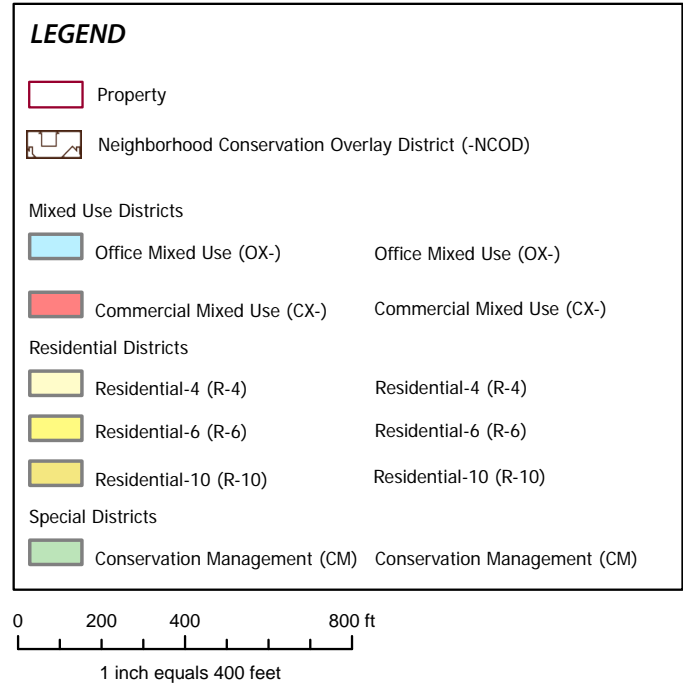 LEGEND
Property
Neighborhood Conservation Overlay District (-NCOD)
Mixed Use Districts
Office Mixed Use (OX-) Office Mixed Use (OX-)
Commercial Mixed Use (CX-) Commercial Mixed Use (CX-)
Residential Districts
Residential-4 (R-4) Residential-4 (R-4)
Residential-6 (R-6) Residential-6 (R-6)
Residential-10 (R-10) Residential-10 (R-10)
Special Districts
Conservation Management (CM) Conservation Management (CM)
0 200 400 800 ft
1 inch equals 400 feet